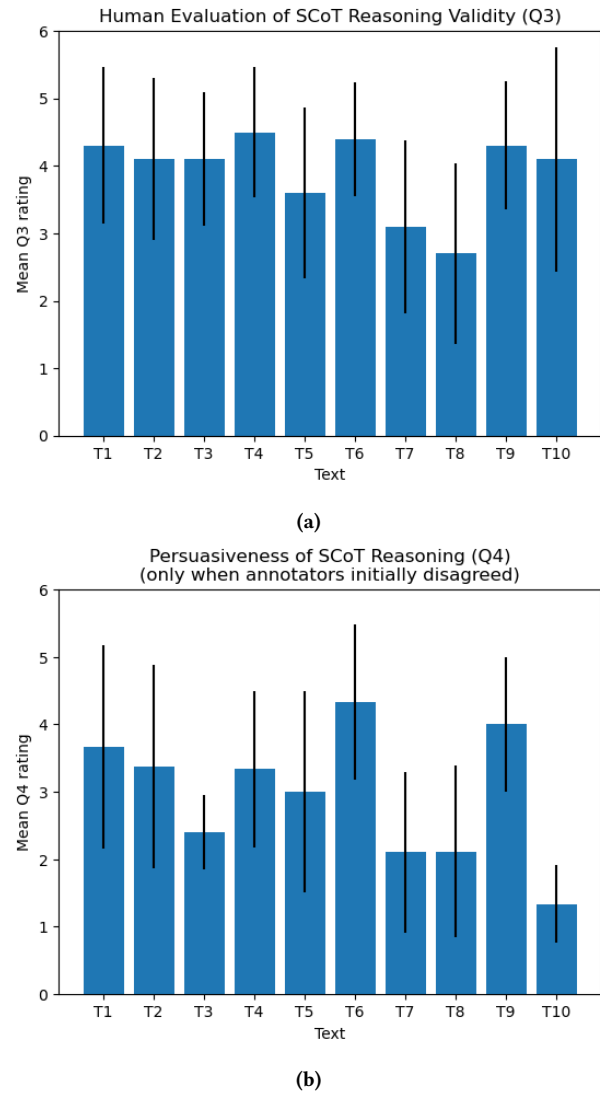 Human Evaluation of SCoT Reasoning Validity (Q3)
6
5
4
3
2
1
0
Mean Q3 rating
T1 T2 T3 T4 T5 T6 T7 T8 T9 T10
Text
(a)
Persuasiveness of SCoT Reasoning (Q4)
(only when annotators initially disagreed)
6
5
4
3
2
1
0
Mean Q4 rating
T1 T2 T3 T4 T5 T6 T7 T8 T9 T10
Text
(b)